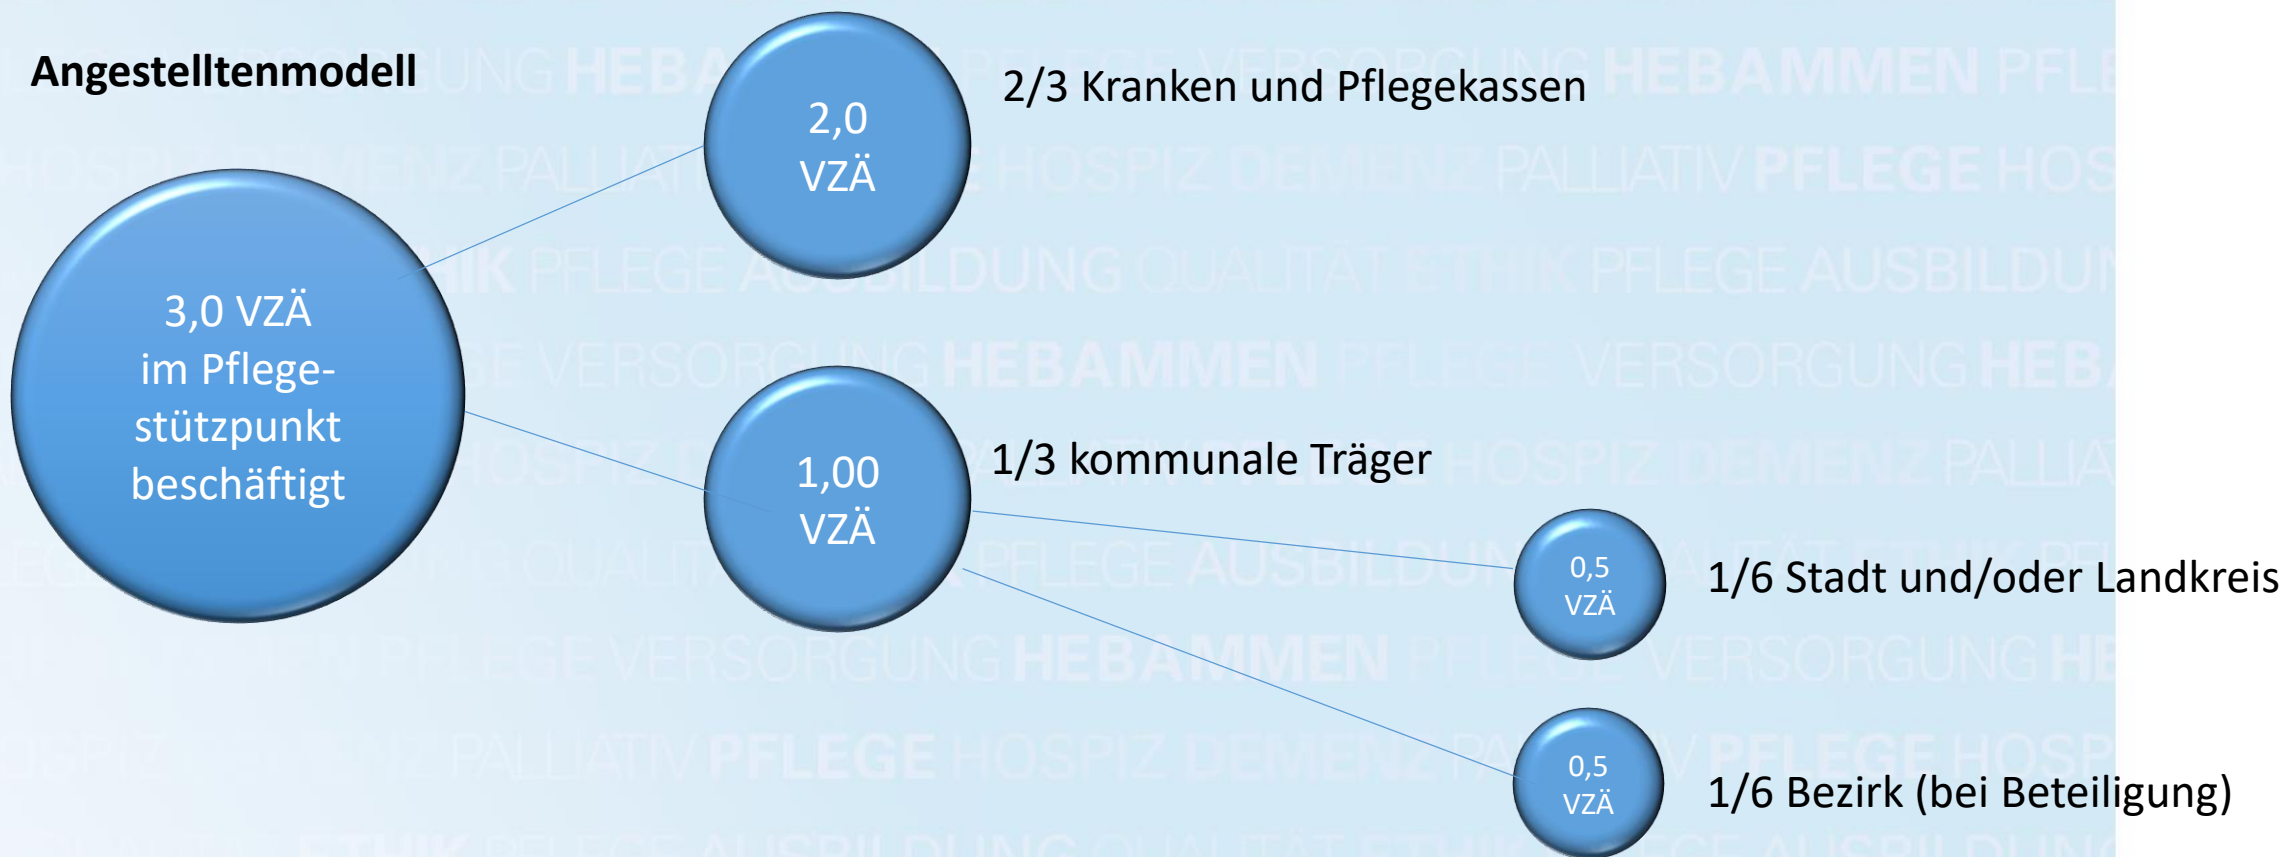 Angestelltenmodell
2,0
VZÄ
2/3 Kranken und Pflegekassen
3,0 VZÄ
im Pflege-
stützpunkt
beschäftigt
1,00
VZÄ
1/3 kommunale Träger
0,5
VZÄ
1/6 Stadt und/oder Landkreis
0,5
VZÄ
1/6 Bezirk (bei Beteiligung)